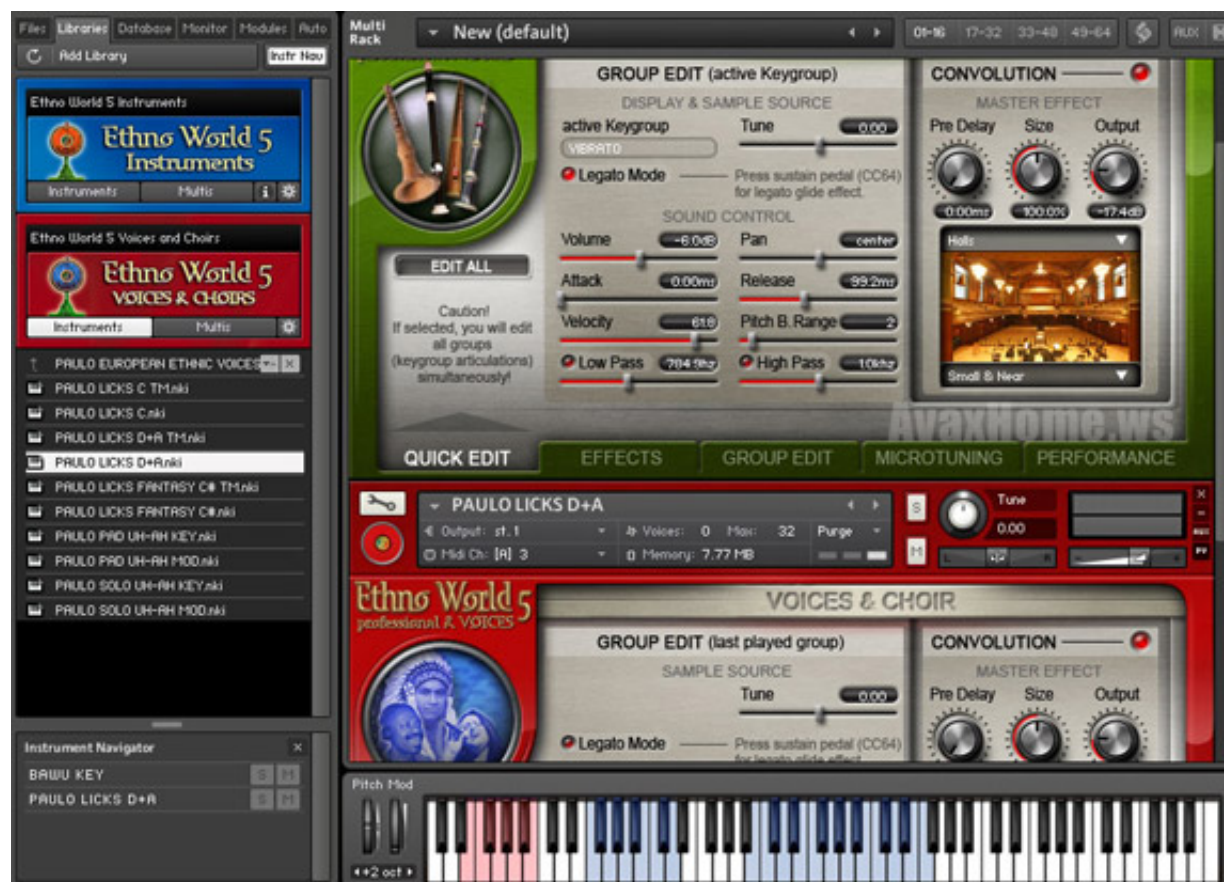 Files Libraries Database Monitor Modules Auto
Add Library
Instr Nav
Ethno World 5 Instruments
Ethno World 5
Instruments
Instruments Multis i
Ethno World 5 Voices and Choirs
Ethno World 5
VOICES & CHOIRS
Instruments Multis
PAULO EUROPEAN ETHNIC VOICES
PAULO LICKS C TM.nki
PAULO LICKS C.nki
PAULO LICKS D+A TM.nki
PAULO LICKS D+A.nki
PAULO LICKS FANTASY C# TM.nki
PAULO LICKS FANTASY C#.nki
PAULO PAD UH-AH KEY.nki
PAULO PAD UH-AH MOD.nki
PAULO SOLO UH-AH KEY.nki
PAULO SOLO UH-AH MOD.nki
Instrument Navigator
BAWU KEY S M
PAULO LICKS D+A S M
Multi
Rack
New (default)
01-16 17-32 33-48 49-64
AUX
GROUP EDIT (active Keygroup)
DISPLAY & SAMPLE SOURCE
active Keygroup
VIBRATO
Tune 0.00
Legato Mode
Press sustain pedal (CC64)
for legato glide effect.
SOUND CONTROL
Volume -6.0dB Pan center
Attack 0.00ms Release 99.2ms
Velocity 61.8 Pitch B. Range 2
Low Pass 784.9hz High Pass 1.0khz
EDIT ALL
Caution!
If selected, you will edit
all groups
(keygroup articulations)
simultaneously!
CONVOLUTION
MASTER EFFECT
Pre Delay Size Output
0.00ms 100.0% -17.4dB
Halls
Small & Near
AvaxHome.ws
QUICK EDIT EFFECTS GROUP EDIT MICROTUNING PERFORMANCE
PAULO LICKS D+A
Output: st.1 Voices: 0 Max: 32 Purge
Midi Ch: [A] 3 Memory: 7.77 MB
S
M
Tune
0.00
L R
Ethno World 5
professional & VOICES
VOICES & CHOIR
GROUP EDIT (last played group)
SAMPLE SOURCE
Tune 0.00
Legato Mode
Press sustain pedal (CC64)
for legato glide effect.
CONVOLUTION
MASTER EFFECT
Pre Delay Size Output
Pitch Mod
+2 oct